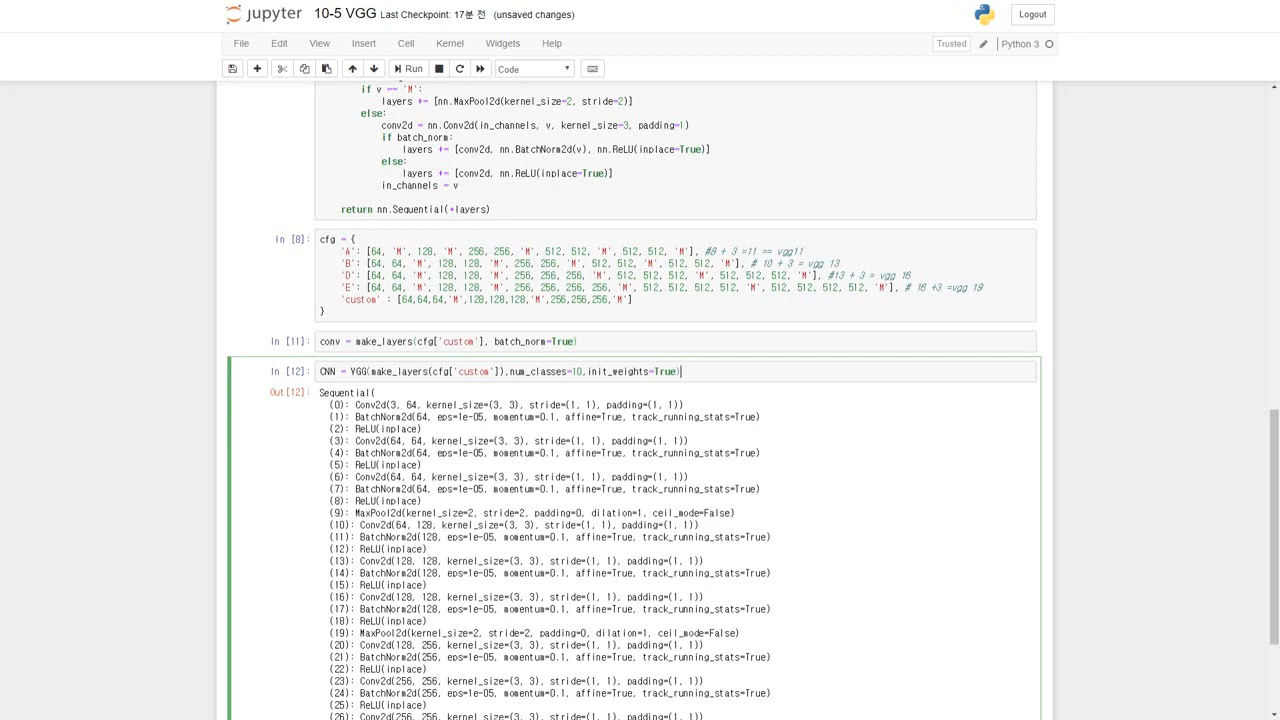 jupyter 10-5 VGG Last Checkpoint: 17분 전 (unsaved changes) Logout
File Edit View Insert Cell Kernel Widgets Help Trusted Python 3
Run Code
if v == 'M':
layers += [nn.MaxPool2d(kernel_size=2, stride=2)]
else:
conv2d = nn.Conv2d(in_channels, v, kernel_size=3, padding=1)
if batch_norm:
layers += [conv2d, nn.BatchNorm2d(v), nn.ReLU(inplace=True)]
else:
layers += [conv2d, nn.ReLU(inplace=True)]
in_channels = v
return nn.Sequential(*layers)
In [8]: cfg = {
'A': [64, 'M', 128, 'M', 256, 256, 'M', 512, 512, 'M', 512, 512, 'M'], #8 + 3 =11 == vgg11
'B': [64, 64, 'M', 128, 128, 'M', 256, 256, 'M', 512, 512, 'M', 512, 512, 'M'], # 10 + 3 = vgg 13
'D': [64, 64, 'M', 128, 128, 'M', 256, 256, 256, 'M', 512, 512, 512, 'M', 512, 512, 512, 'M'], #13 + 3 = vgg 16
'E': [64, 64, 'M', 128, 128, 'M', 256, 256, 256, 256, 'M', 512, 512, 512, 512, 'M', 512, 512, 512, 512, 'M'], # 16 +3 =vgg 19
'custom' : [64,64,64,'M',128,128,128,'M',256,256,256,'M']
}
In [11]: conv = make_layers(cfg['custom'], batch_norm=True)
In [12]: CNN = VGG(make_layers(cfg['custom']),num_classes=10,init_weights=True)
Out[12]: Sequential(
(0): Conv2d(3, 64, kernel_size=(3, 3), stride=(1, 1), padding=(1, 1))
(1): BatchNorm2d(64, eps=1e-05, momentum=0.1, affine=True, track_running_stats=True)
(2): ReLU(inplace)
(3): Conv2d(64, 64, kernel_size=(3, 3), stride=(1, 1), padding=(1, 1))
(4): BatchNorm2d(64, eps=1e-05, momentum=0.1, affine=True, track_running_stats=True)
(5): ReLU(inplace)
(6): Conv2d(64, 64, kernel_size=(3, 3), stride=(1, 1), padding=(1, 1))
(7): BatchNorm2d(64, eps=1e-05, momentum=0.1, affine=True, track_running_stats=True)
(8): ReLU(inplace)
(9): MaxPool2d(kernel_size=2, stride=2, padding=0, dilation=1, ceil_mode=False)
(10): Conv2d(64, 128, kernel_size=(3, 3), stride=(1, 1), padding=(1, 1))
(11): BatchNorm2d(128, eps=1e-05, momentum=0.1, affine=True, track_running_stats=True)
(12): ReLU(inplace)
(13): Conv2d(128, 128, kernel_size=(3, 3), stride=(1, 1), padding=(1, 1))
(14): BatchNorm2d(128, eps=1e-05, momentum=0.1, affine=True, track_running_stats=True)
(15): ReLU(inplace)
(16): Conv2d(128, 128, kernel_size=(3, 3), stride=(1, 1), padding=(1, 1))
(17): BatchNorm2d(128, eps=1e-05, momentum=0.1, affine=True, track_running_stats=True)
(18): ReLU(inplace)
(19): MaxPool2d(kernel_size=2, stride=2, padding=0, dilation=1, ceil_mode=False)
(20): Conv2d(128, 256, kernel_size=(3, 3), stride=(1, 1), padding=(1, 1))
(21): BatchNorm2d(256, eps=1e-05, momentum=0.1, affine=True, track_running_stats=True)
(22): ReLU(inplace)
(23): Conv2d(256, 256, kernel_size=(3, 3), stride=(1, 1), padding=(1, 1))
(24): BatchNorm2d(256, eps=1e-05, momentum=0.1, affine=True, track_running_stats=True)
(25): ReLU(inplace)
(26): Conv2d(256, 256, kernel_size=(3, 3), stride=(1, 1), padding=(1, 1))